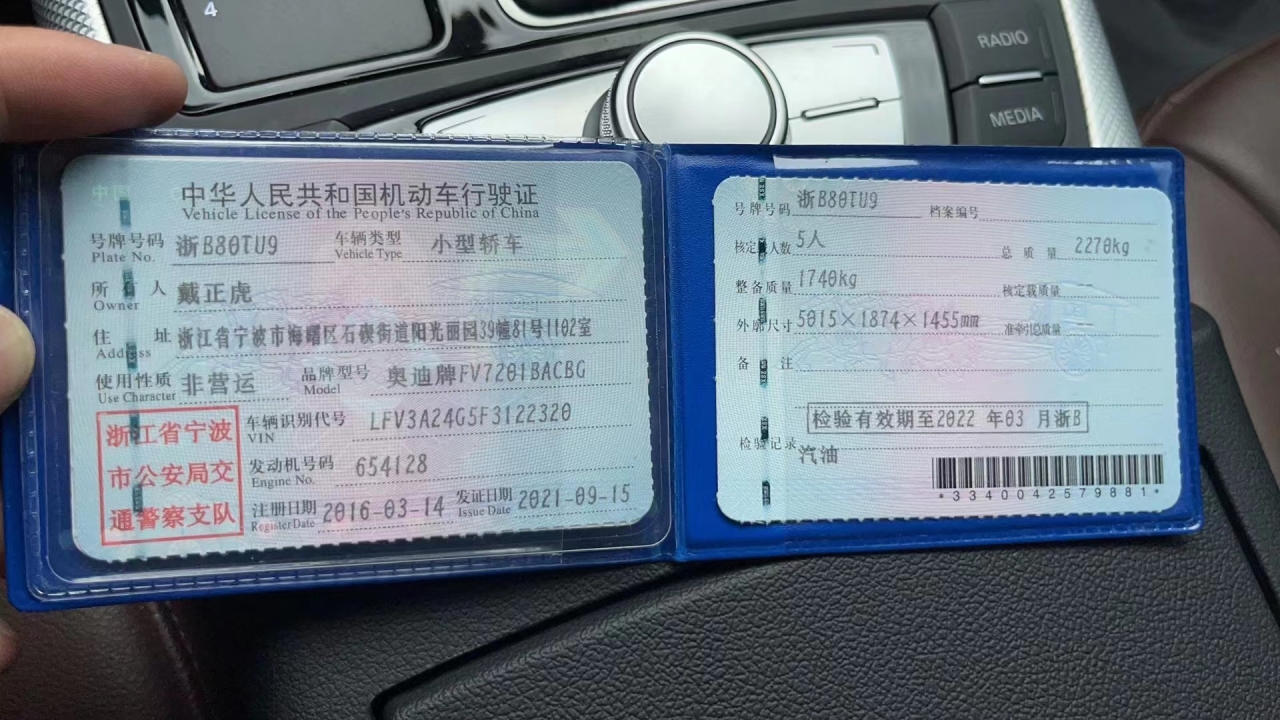 4
RADIO
MEDIA
中华人民共和国机动车行驶证
Vehicle License of the People's Republic of China
号牌号码 浙B80TU9 车辆类型 小型轿车
Plate No. Vehicle Type
所 人 戴正虎
Owner
住 址 浙江省宁波市海曙区石碶街道阳光丽园39幢81号1102室
Address
使用性质 非营运 品牌型号 奥迪牌FV7201BACBG
Use Character Model
浙江省宁波
市公安局交
通警察支队
车辆识别代号 LFV3A24G5F3122320
VIN
发动机号码 654128
Engine No.
注册日期 2016-03-14 发证日期 2021-09-15
Register Date Issue Date
号牌号码 浙B80TU9 档案编号
核定 人数 5人 总 质 量 2270kg
整备质量 1740kg 核定载质量
外廓尺寸 5015×1874×1455mm 准牵引总质量
备 注
检验有效期至2022 年03 月浙B
检验记录 汽油
*3340042579881*